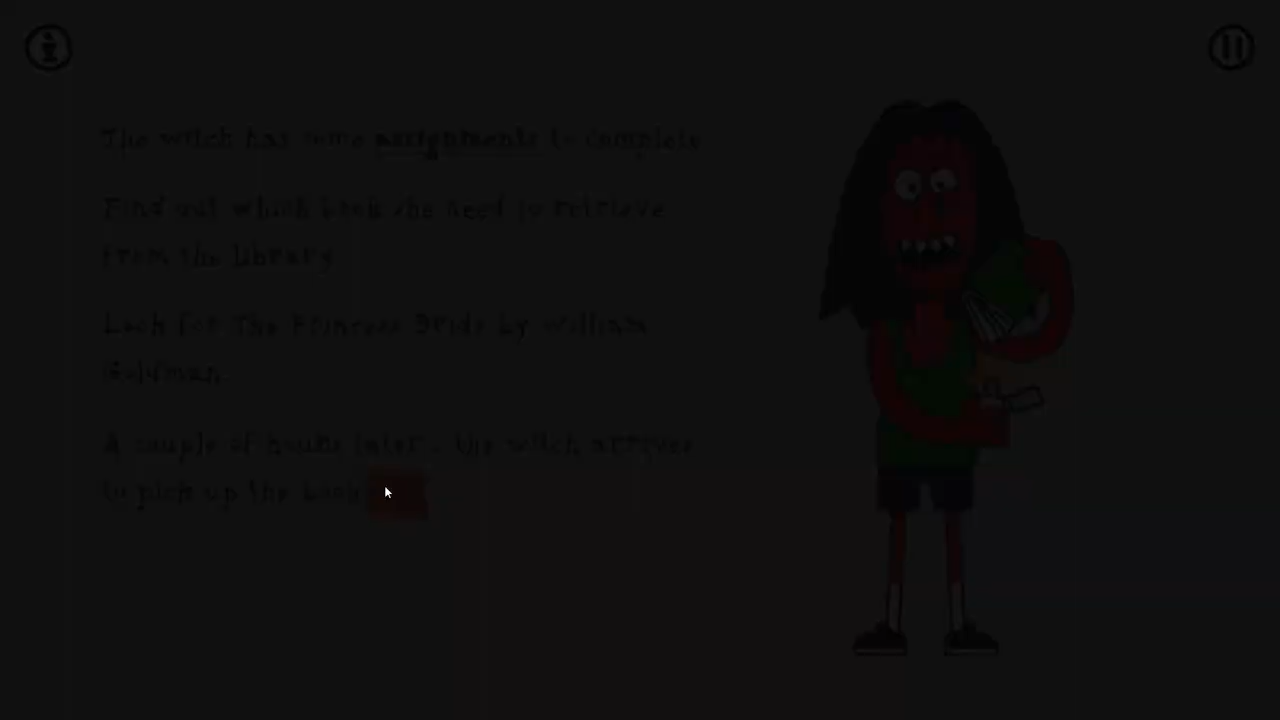 The witch has some assignments to complete
Find out which book she need to retrieve
from the library
Look for The Princess Bride by William
Goldman.
A couple of hours later, the witch arrives
to pick up the book